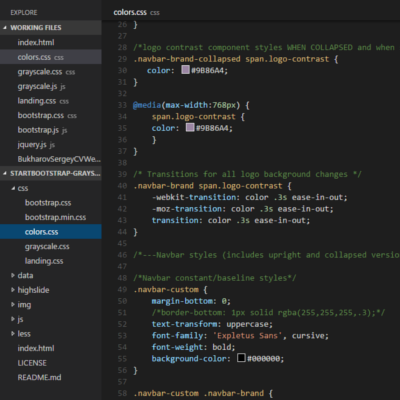 EXPLORE
WORKING FILES
index.html
colors.css css
grayscale.css css
grayscale.js js
landing.css css
bootstrap.css css
bootstrap.js js
jquery.js js
BukharovSergeyCVWe...
STARTBOOTSTRAP-GRAYS...
css
bootstrap.css
bootstrap.min.css
colors.css
grayscale.css
landing.css
data
highslide
img
js
less
index.html
LICENSE
README.md
colors.css css
26 }
27
28 /*logo contrast component styles WHEN COLLAPSED and when
29 .navbar-brand-collapsed span.logo-contrast {
30 color: #9B86A4;
31 }
32
33 @media(max-width:768px) {
34 span.logo-contrast {
35 color: #9B86A4;
36 }
37 }
38
39 /* Transitions for all logo background changes */
40 .navbar-brand span.logo-contrast {
41 -webkit-transition: color .3s ease-in-out;
42 -moz-transition: color .3s ease-in-out;
43 transition: color .3s ease-in-out;
44 }
45
46 /*---Navbar styles (includes upright and collapsed versio
47
48 /*Navbar constant/baseline styles*/
49 .navbar-custom {
50 margin-bottom: 0;
51 /*border-bottom: 1px solid rgba(255,255,255,.3);*/
52 text-transform: uppercase;
53 font-family: 'Expletus Sans', cursive;
54 font-weight: bold;
55 background-color: #000000;
56 }
57
58 .navbar-custom .navbar-brand {